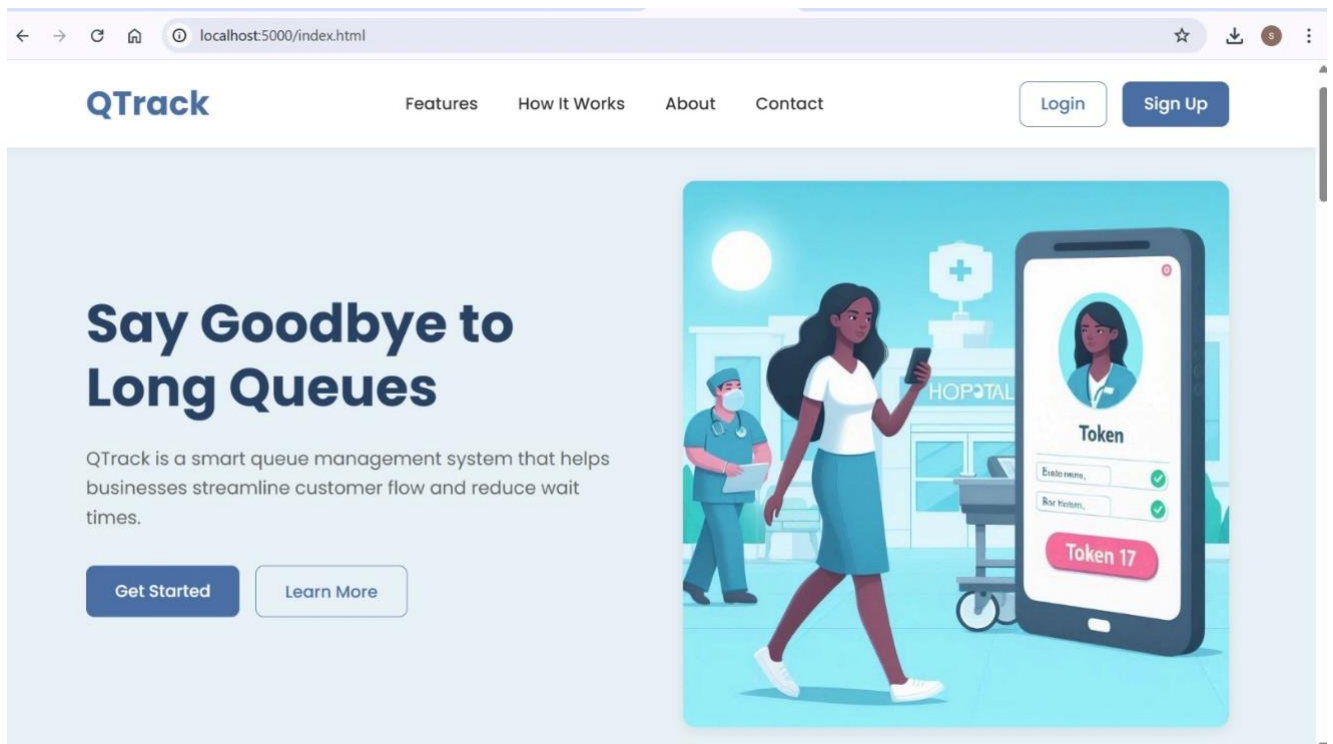 localhost:5000/index.html
QTrack
Features How It Works About Contact Login Sign Up
Say Goodbye to
Long Queues
QTrack is a smart queue management system that helps
businesses streamline customer flow and reduce wait
times.
Get Started Learn More
Token
Token 17